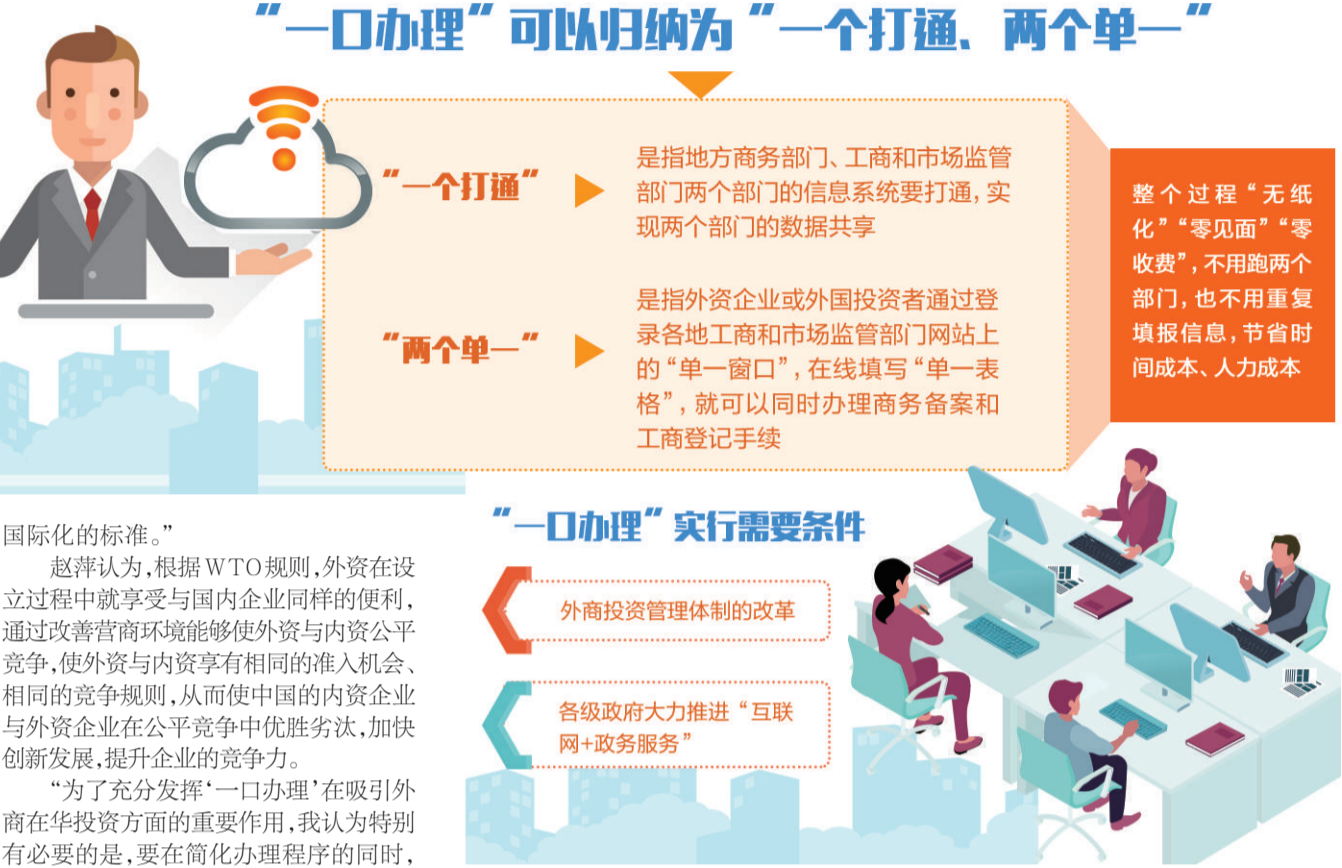 “一口办理”可以归纳为“一个打通、两个单一”
“一个打通”
是指地方商务部门、工商和市场监管
部门两个部门的信息系统要打通，实
现两个部门的数据共享
“两个单一”
是指外资企业或外国投资者通过登
录各地工商和市场监管部门网站上
的“单一窗口”，在线填写“单一表
格”，就可以同时办理商务备案和
工商登记手续
整个过程“无纸
化”“零见面”“零
收费”，不用跑两个
部门，也不用重复
填报信息，节省时
间成本、人力成本
国际化的标准。”
赵萍认为，根据WTO规则，外资在设
立过程中就享受与国内企业同样的便利，
通过改善营商环境能够使外资与内资公平
竞争，使外资与内资享有相同的准入机会、
相同的竞争规则，从而使中国的内资企业
与外资企业在公平竞争中优胜劣汰，加快
创新发展，提升企业的竞争力。
“为了充分发挥‘一口办理’在吸引外
商在华投资方面的重要作用，我认为特别
有必要的是，要在简化办理程序的同时，
“一口办理”实行需要条件
外商投资管理体制的改革
各级政府大力推进“互联
网+政务服务”